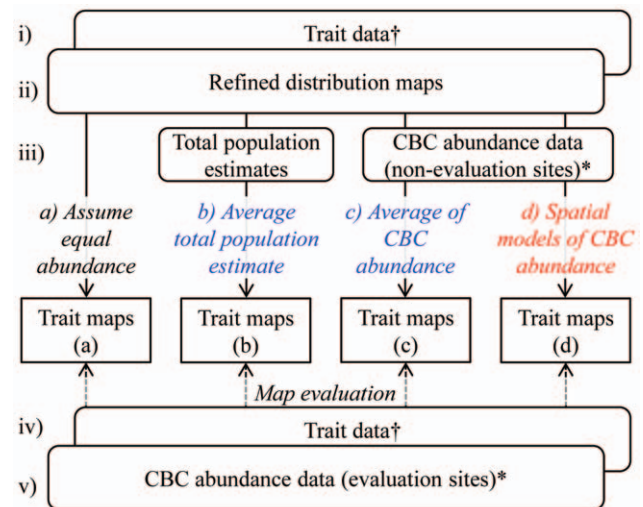 i)
Trait data†
ii)
Refined distribution maps
iii)
Total population
estimates
CBC abundance data
(non-evaluation sites)*
a) Assume
equal
abundance
b) Average
total population
estimate
c) Average of
CBC
abundance
d) Spatial
models of CBC
abundance
Trait maps
(a)
Trait maps
(b)
Trait maps
(c)
Trait maps
(d)
Map evaluation
iv)
Trait data†
v)
CBC abundance data (evaluation sites)*